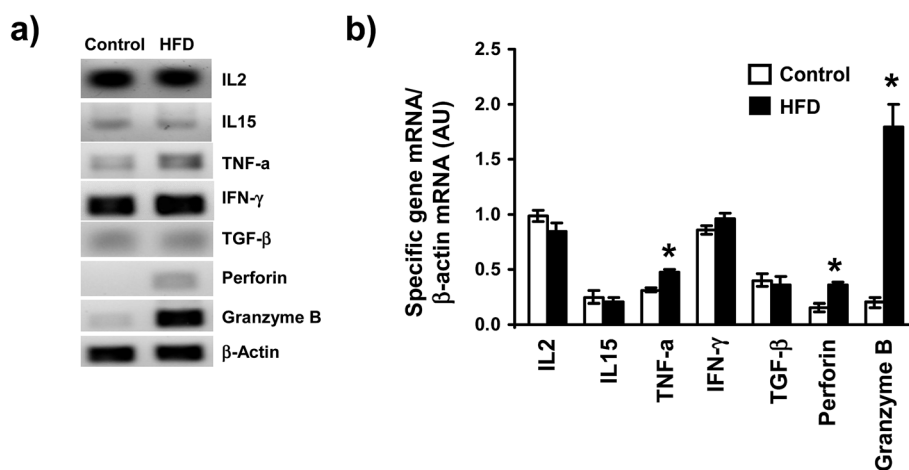 a)
Control HFD
IL2
IL15
TNF-a
IFN-γ
TGF-β
Perforin
Granzyme B
β-Actin
b)
Specific gene mRNA/
β-actin mRNA (AU)
2.5
2.0
1.5
1.0
0.5
0.0
Control
HFD
*
*
*
IL2
IL15
TNF-a
IFN-γ
TGF-β
Perforin
Granzyme B